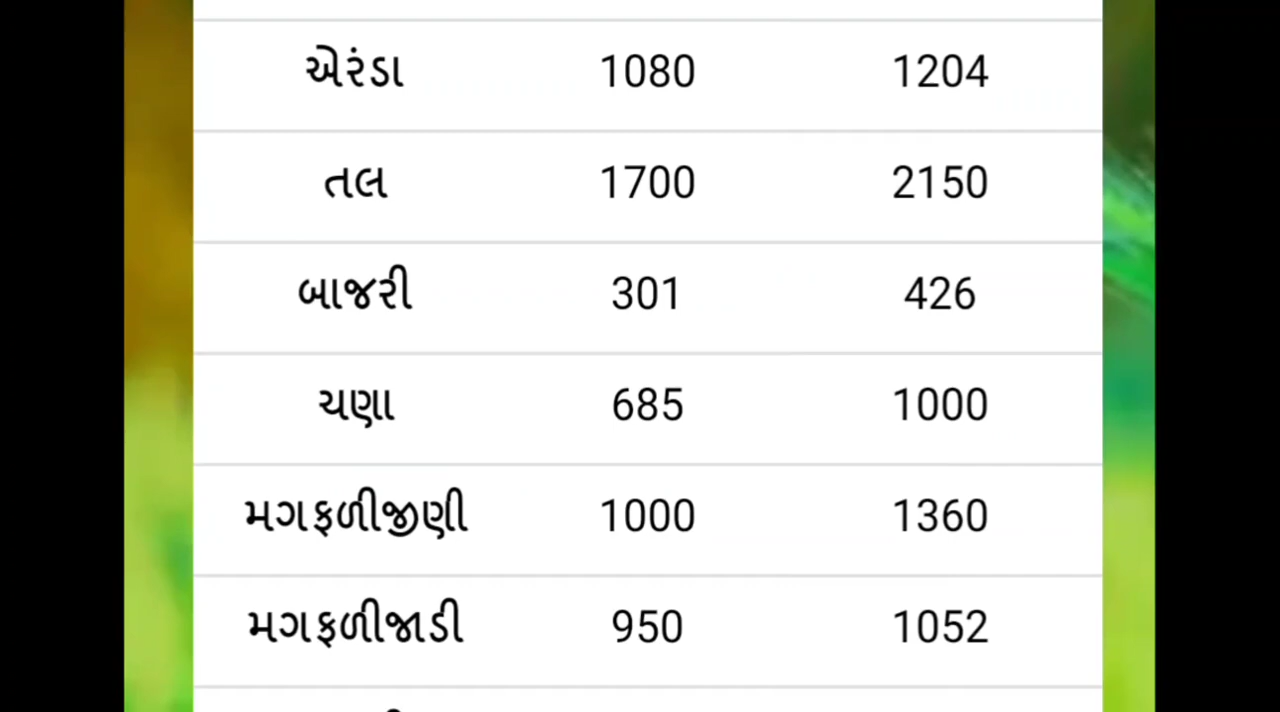 એરંડા 1080 1204
તલ 1700 2150
બાજરી 301 426
ચણા 685 1000
મગફળીજીણી 1000 1360
મગફળીજાડી 950 1052